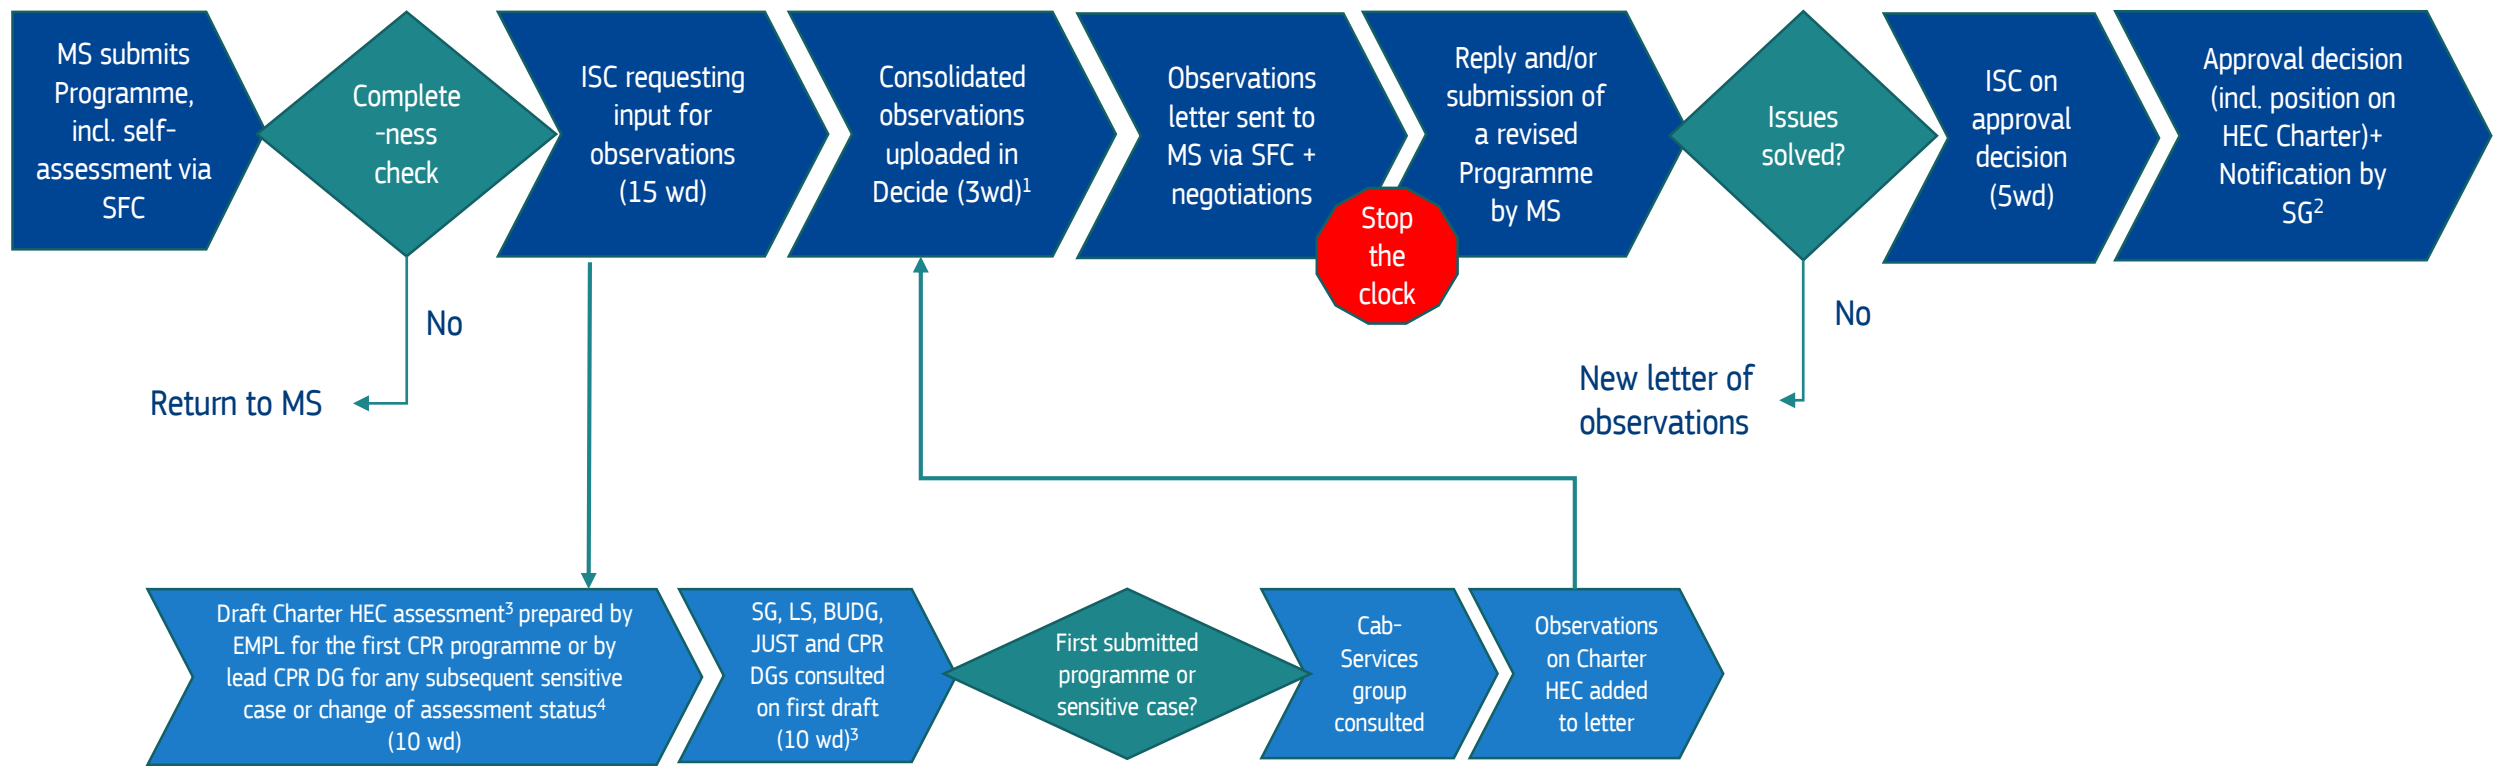 MS submits
Programme,
incl. self-
assessment via
SFC
Complete
-ness
check
ISC requesting
input for
observations
(15 wd)
Consolidated
observations
uploaded in
Decide (3wd)¹
Observations
letter sent to
MS via SFC +
negotiations
Stop
the
clock
Reply and/or
submission of
a revised
Programme
by MS
Issues
solved?
ISC on
approval
decision
(5wd)
Approval decision
(incl. position on
HEC Charter)+
Notification by
SG²
No
Return to MS
No
New letter of
observations
Draft Charter HEC assessment³ prepared by
EMPL for the first CPR programme or by
lead CPR DG for any subsequent sensitive
case or change of assessment status⁴
(10 wd)
SG, LS, BUDG,
JUST and CPR
DGs consulted
on first draft
(10 wd)³
First submitted
programme or
sensitive case?
Cab-
Services
group
consulted
Observations
on Charter
HEC added
to letter